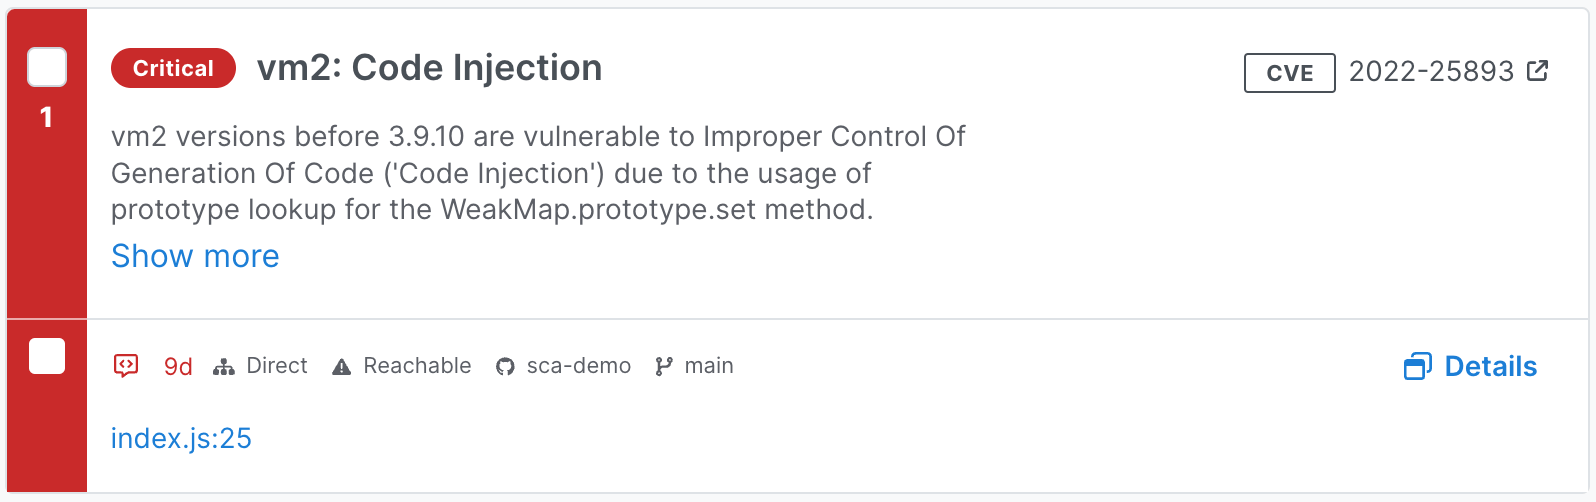 Critical vm2: Code Injection CVE 2022-25893
1
vm2 versions before 3.9.10 are vulnerable to Improper Control Of
Generation Of Code ('Code Injection') due to the usage of
prototype lookup for the WeakMap.prototype.set method.
Show more
9d Direct Reachable sca-demo main Details
index.js:25